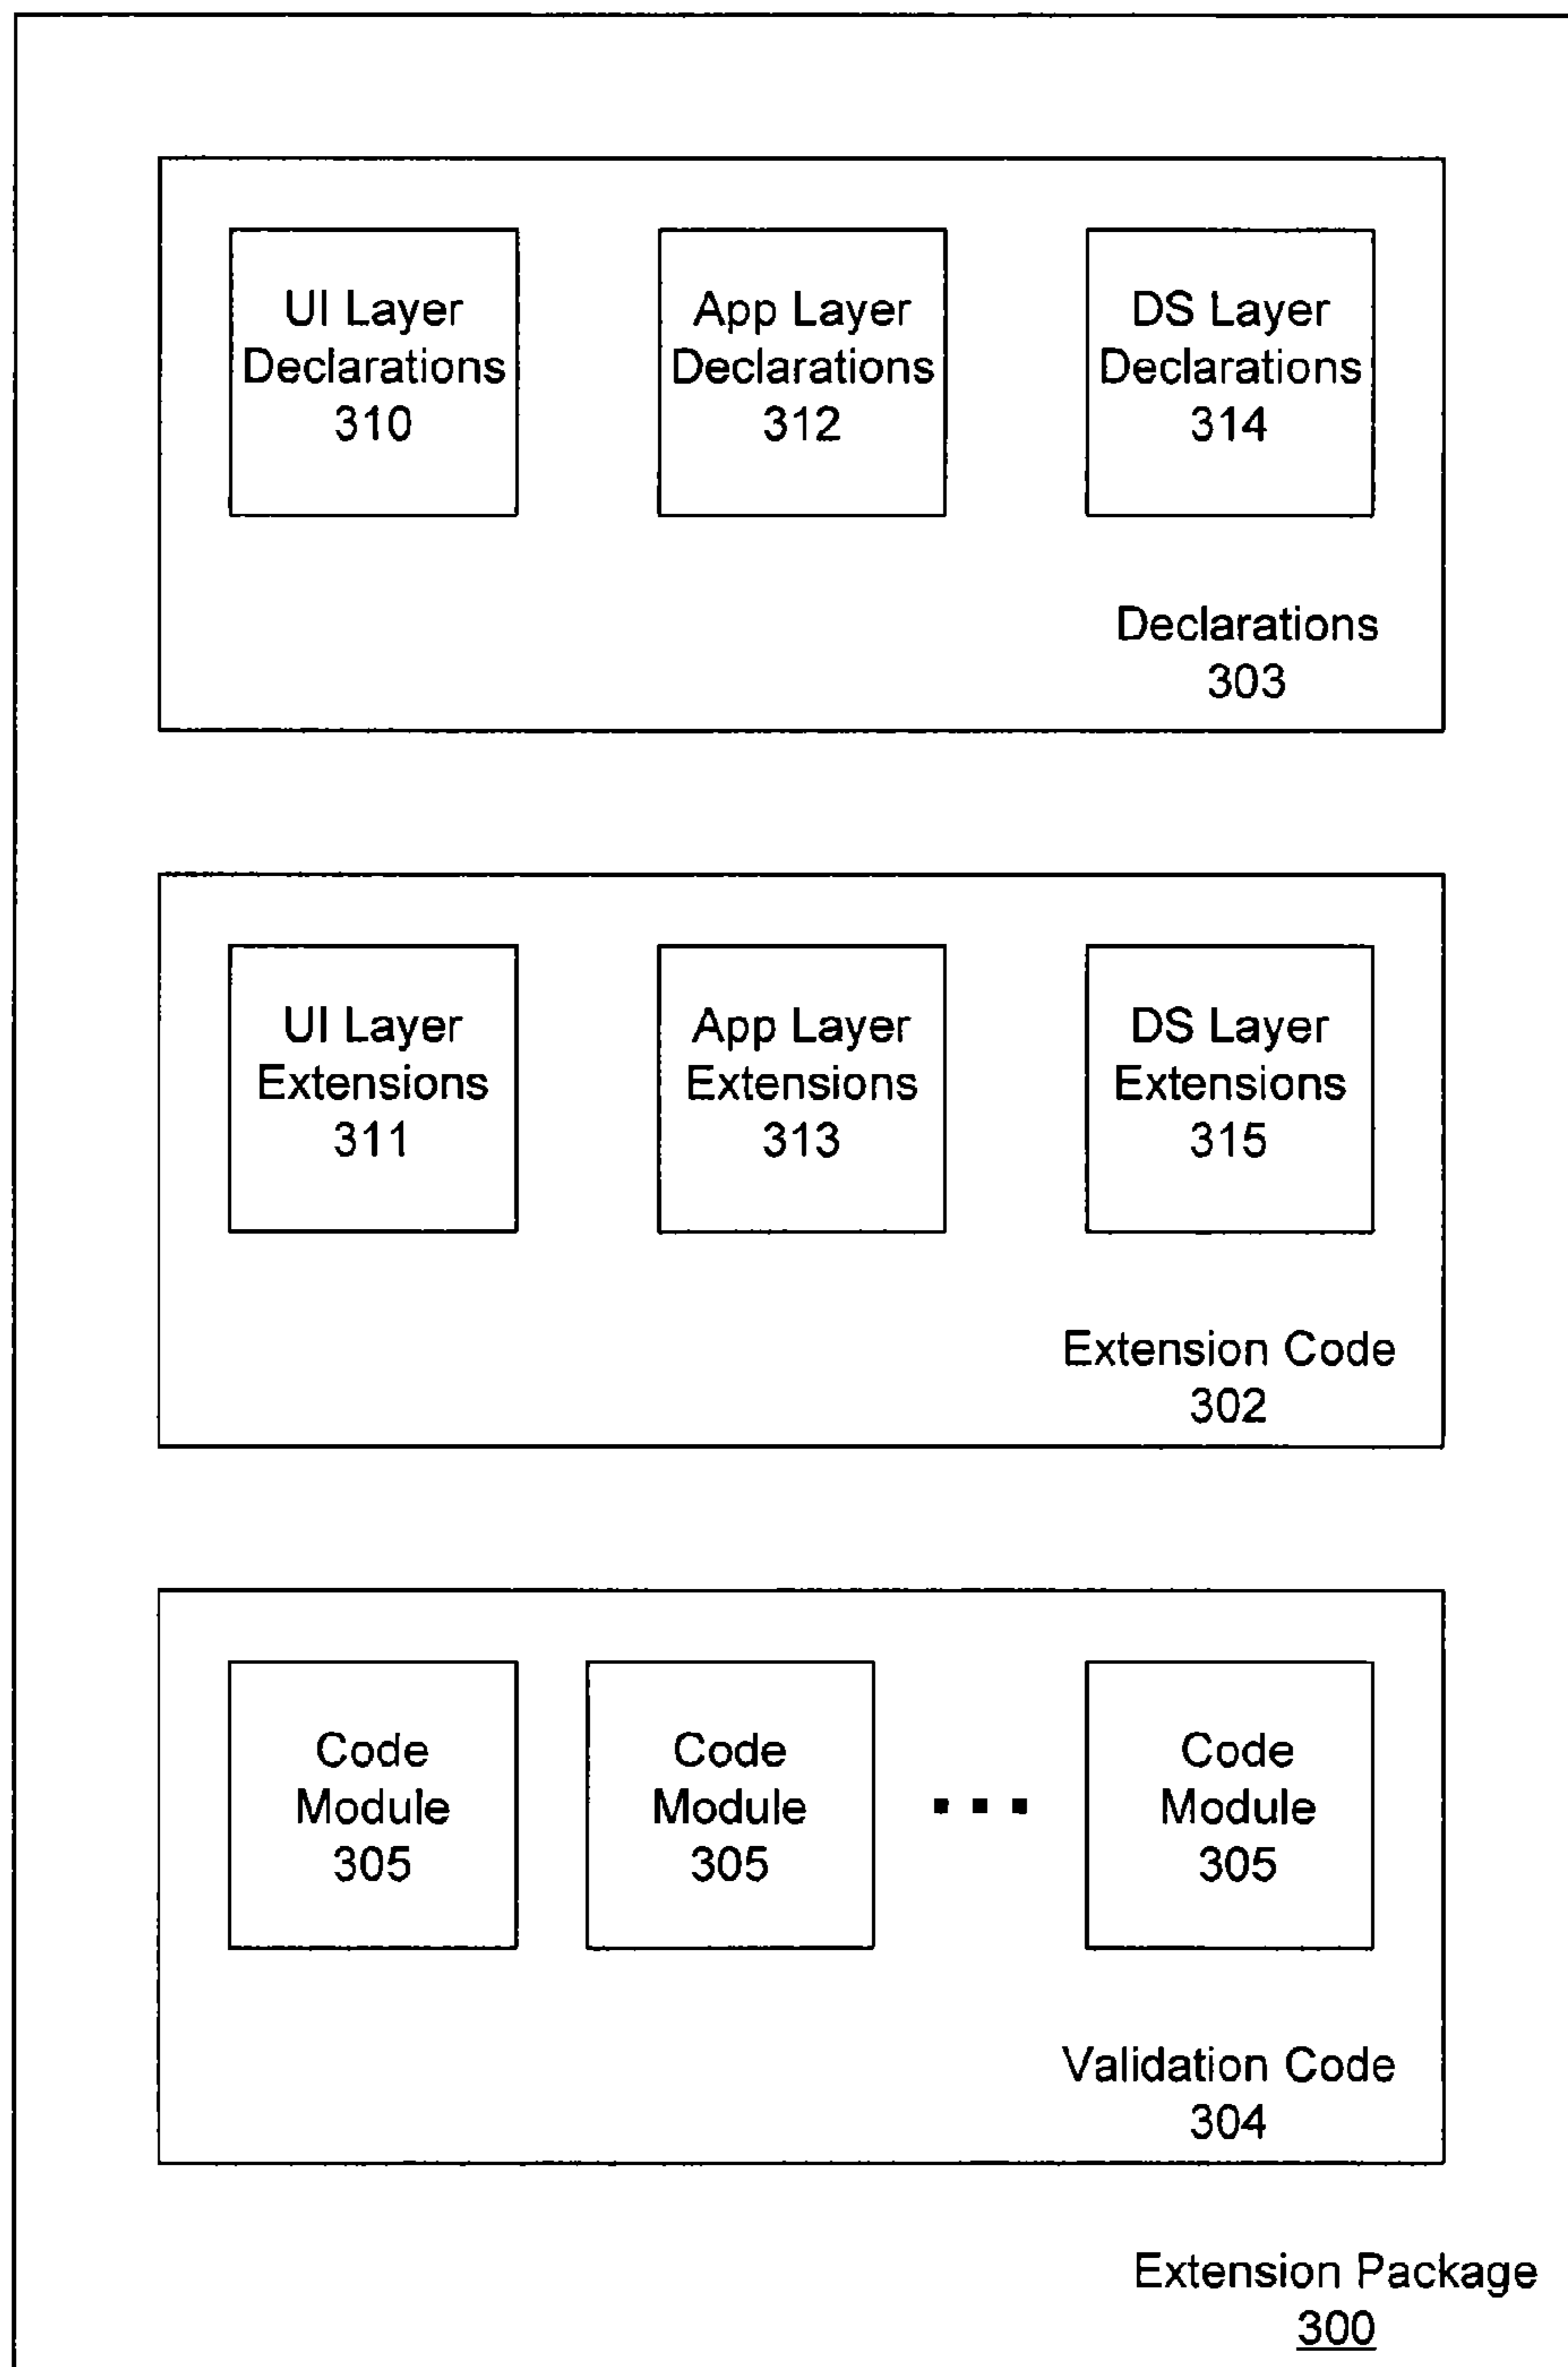 UI Layer
Declarations
310
App Layer
Declarations
312
DS Layer
Declarations
314
Declarations
303
UI Layer
Extensions
311
App Layer
Extensions
313
DS Layer
Extensions
315
Extension Code
302
Code
Module
305
Code
Module
305
...
Code
Module
305
Validation Code
304
Extension Package
300